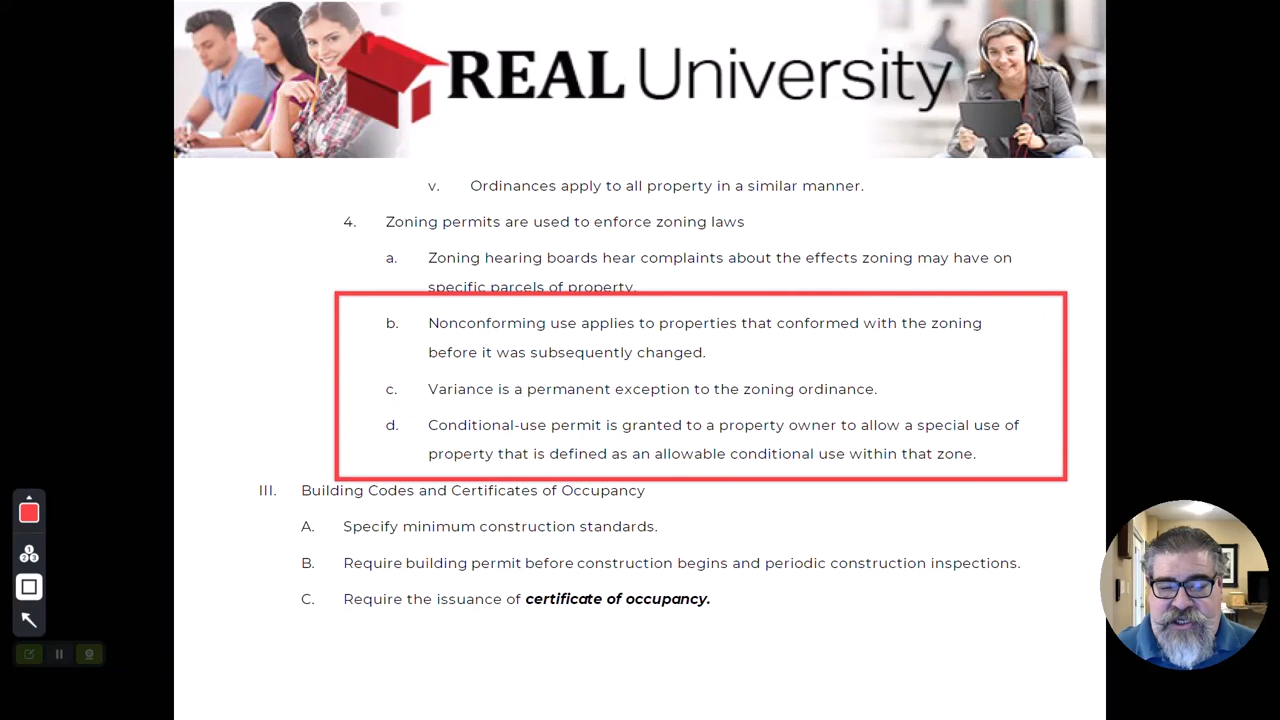 REAL University
v. Ordinances apply to all property in a similar manner.
4. Zoning permits are used to enforce zoning laws
a. Zoning hearing boards hear complaints about the effects zoning may have on
specific parcels of property.
b. Nonconforming use applies to properties that conformed with the zoning
before it was subsequently changed.
c. Variance is a permanent exception to the zoning ordinance.
d. Conditional-use permit is granted to a property owner to allow a special use of
property that is defined as an allowable conditional use within that zone.
III. Building Codes and Certificates of Occupancy
A. Specify minimum construction standards.
B. Require building permit before construction begins and periodic construction inspections.
C. Require the issuance of certificate of occupancy.